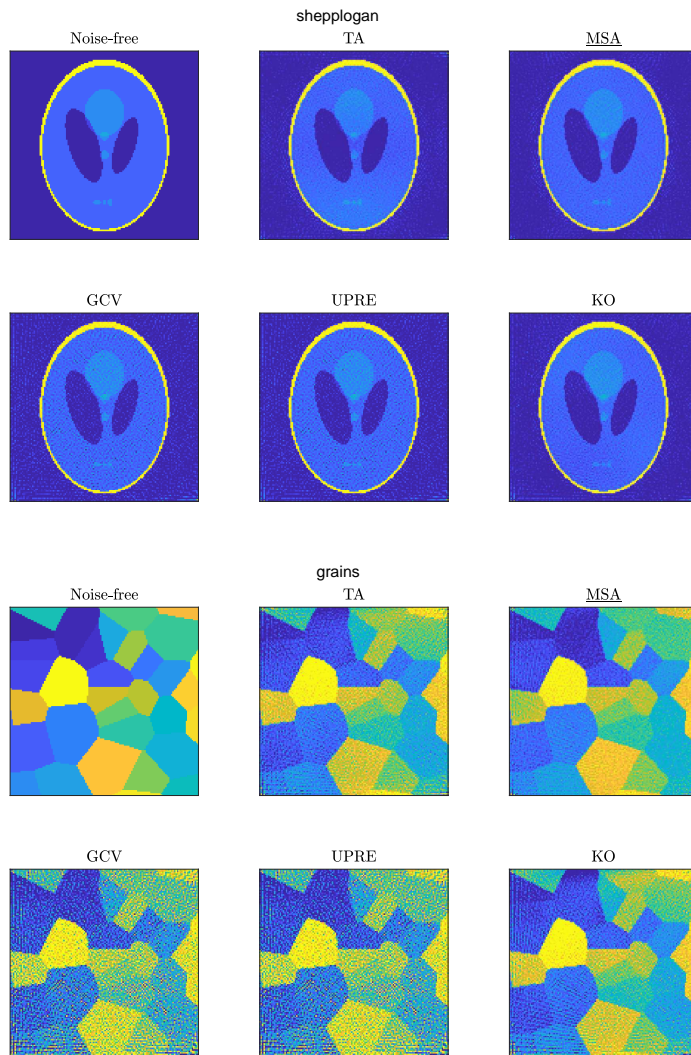 shepplogan
Noise-free
TA
MSA
GCV
UPRE
KO
grains
Noise-free
TA
MSA
GCV
UPRE
KO